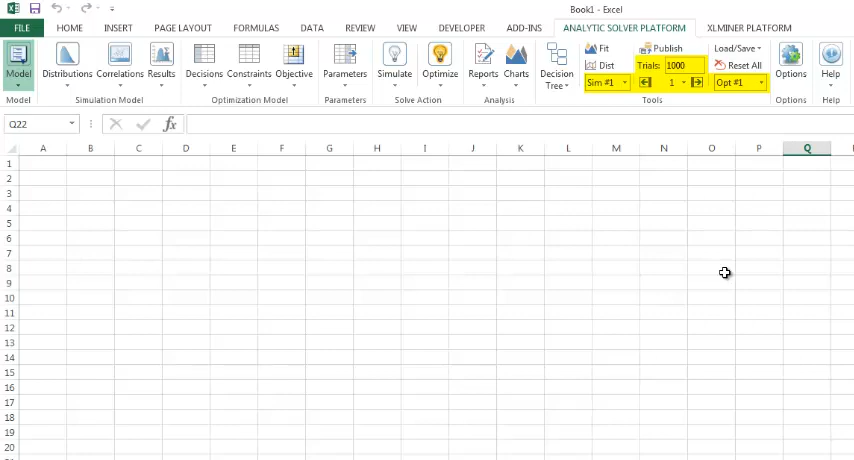 Book1 - Excel
FILE HOME INSERT PAGE LAYOUT FORMULAS DATA REVIEW VIEW DEVELOPER ADD-INS ANALYTIC SOLVER PLATFORM XLMINER PLATFORM
Fit Publish Load/Save
Model Distributions Correlations Results Decisions Constraints Objective Parameters Simulate Optimize Reports Charts Decision Tree Dist Trials: 1000 Reset All Options Help
Sim #1 1 Opt #1
Model Simulation Model Optimization Model Parameters Solve Action Analysis Tools Options Help
Q22 fx
A B C D E F G H I J K L M N O P Q
1
2
3
4
5
6
7
8
9
10
11
12
13
14
15
16
17
18
19
20